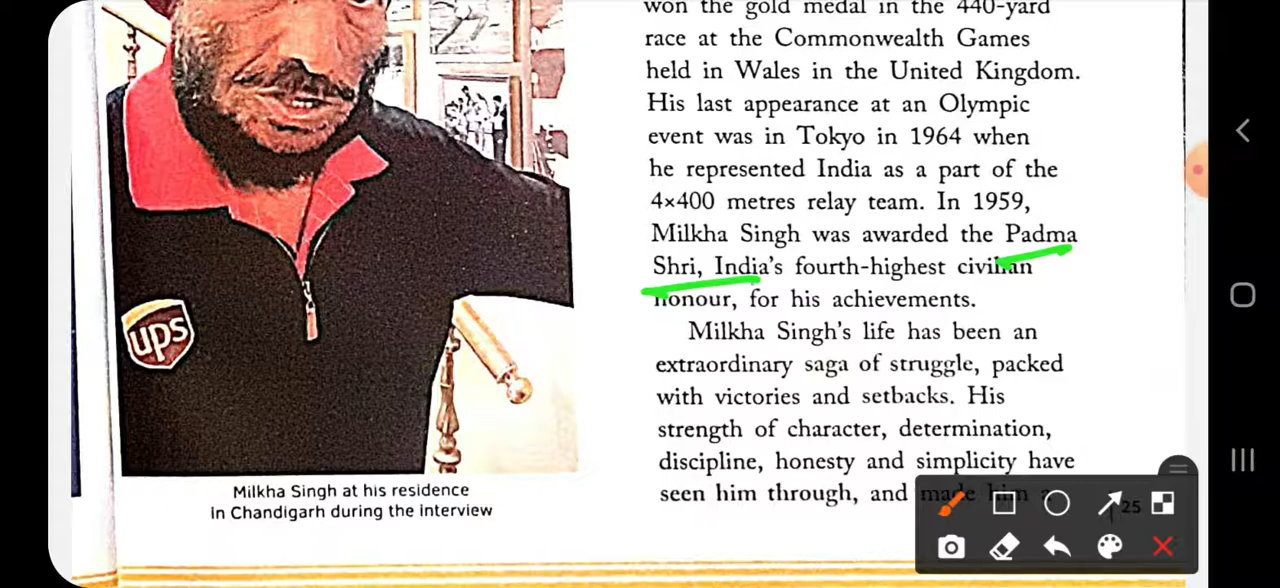 won the gold medal in the 440-yard
race at the Commonwealth Games
held in Wales in the United Kingdom.
His last appearance at an Olympic
event was in Tokyo in 1964 when
he represented India as a part of the
4×400 metres relay team. In 1959,
Milkha Singh was awarded the Padma
Shri, India's fourth-highest civilian
honour, for his achievements.
Milkha Singh's life has been an
extraordinary saga of struggle, packed
with victories and setbacks. His
strength of character, determination,
discipline, honesty and simplicity have
seen him through, and made him a
ups
Milkha Singh at his residence
in Chandigarh during the interview
25